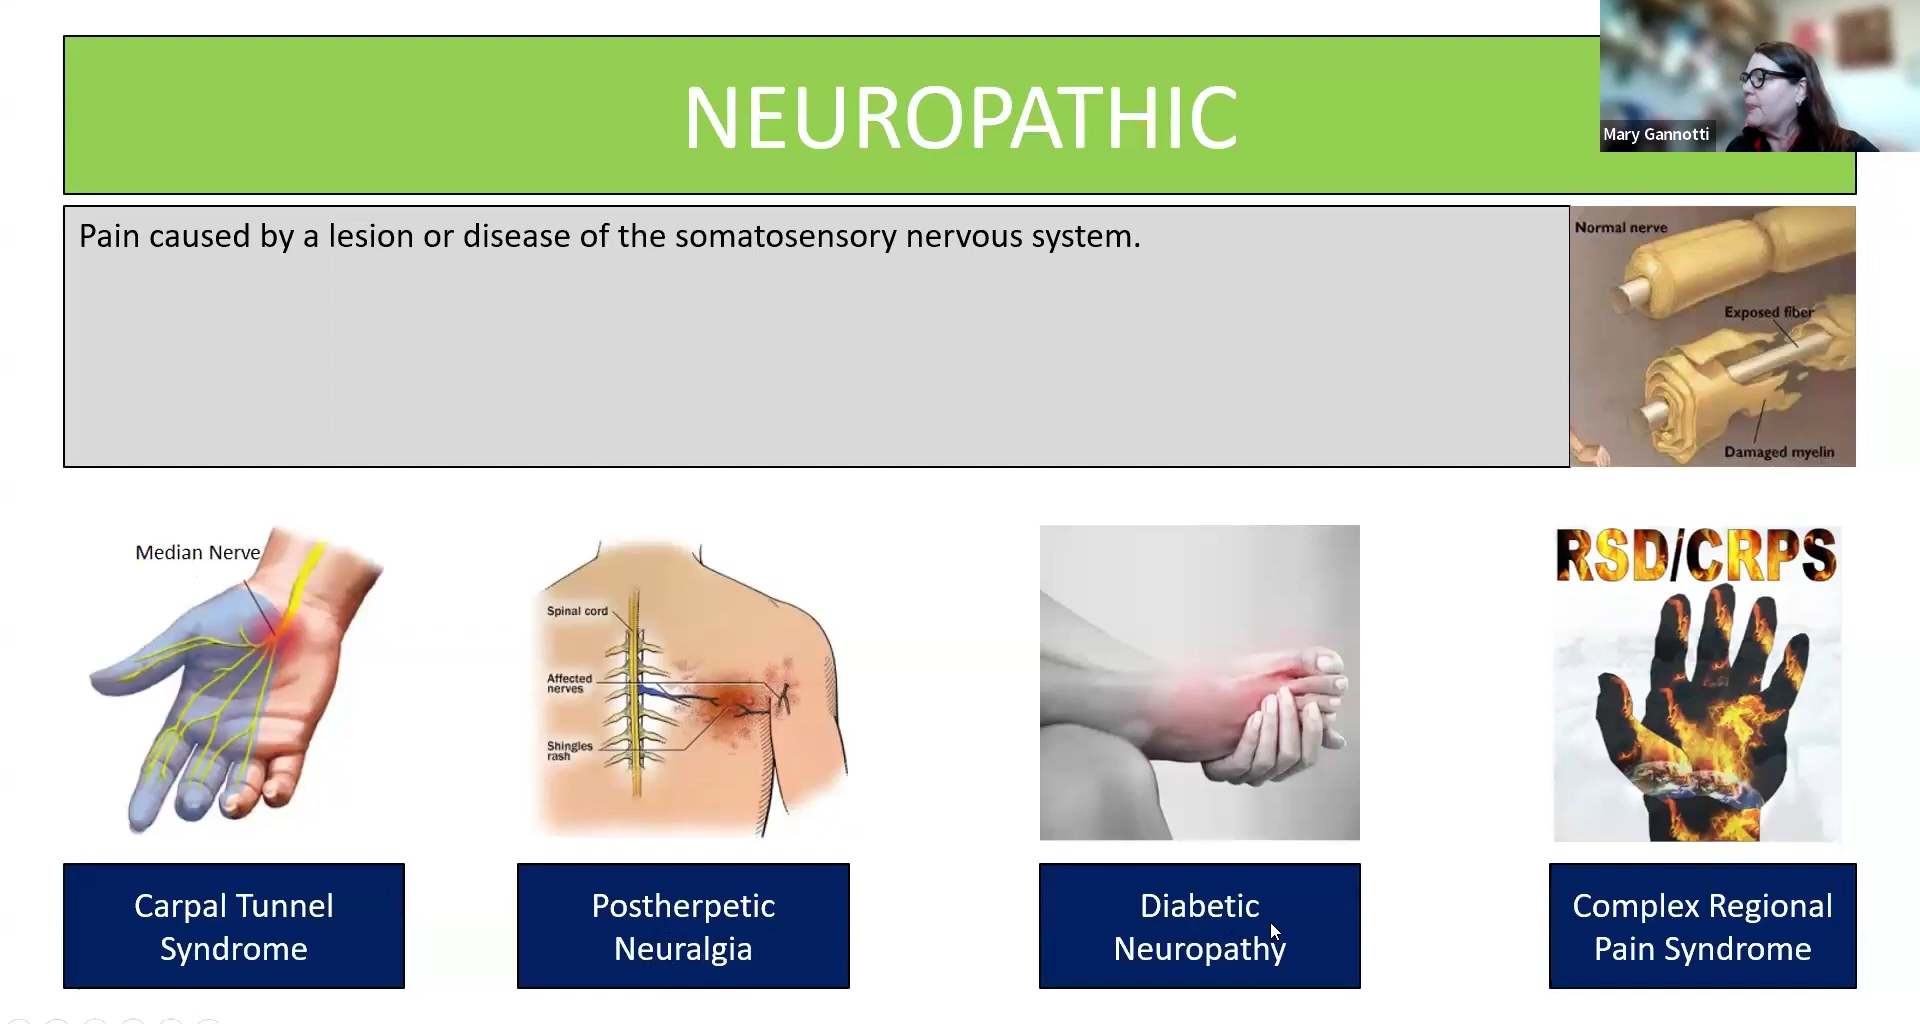 NEUROPATHIC
Mary Gannotti
Pain caused by a lesion or disease of the somatosensory nervous system.
Normal nerve
Exposed fiber
Damaged myelin
Median Nerve
Spinal cord
Affected
nerves
Shingles
rash
RSD/CRPS
Carpal Tunnel
Syndrome
Postherpetic
Neuralgia
Diabetic
Neuropathy
Complex Regional
Pain Syndrome